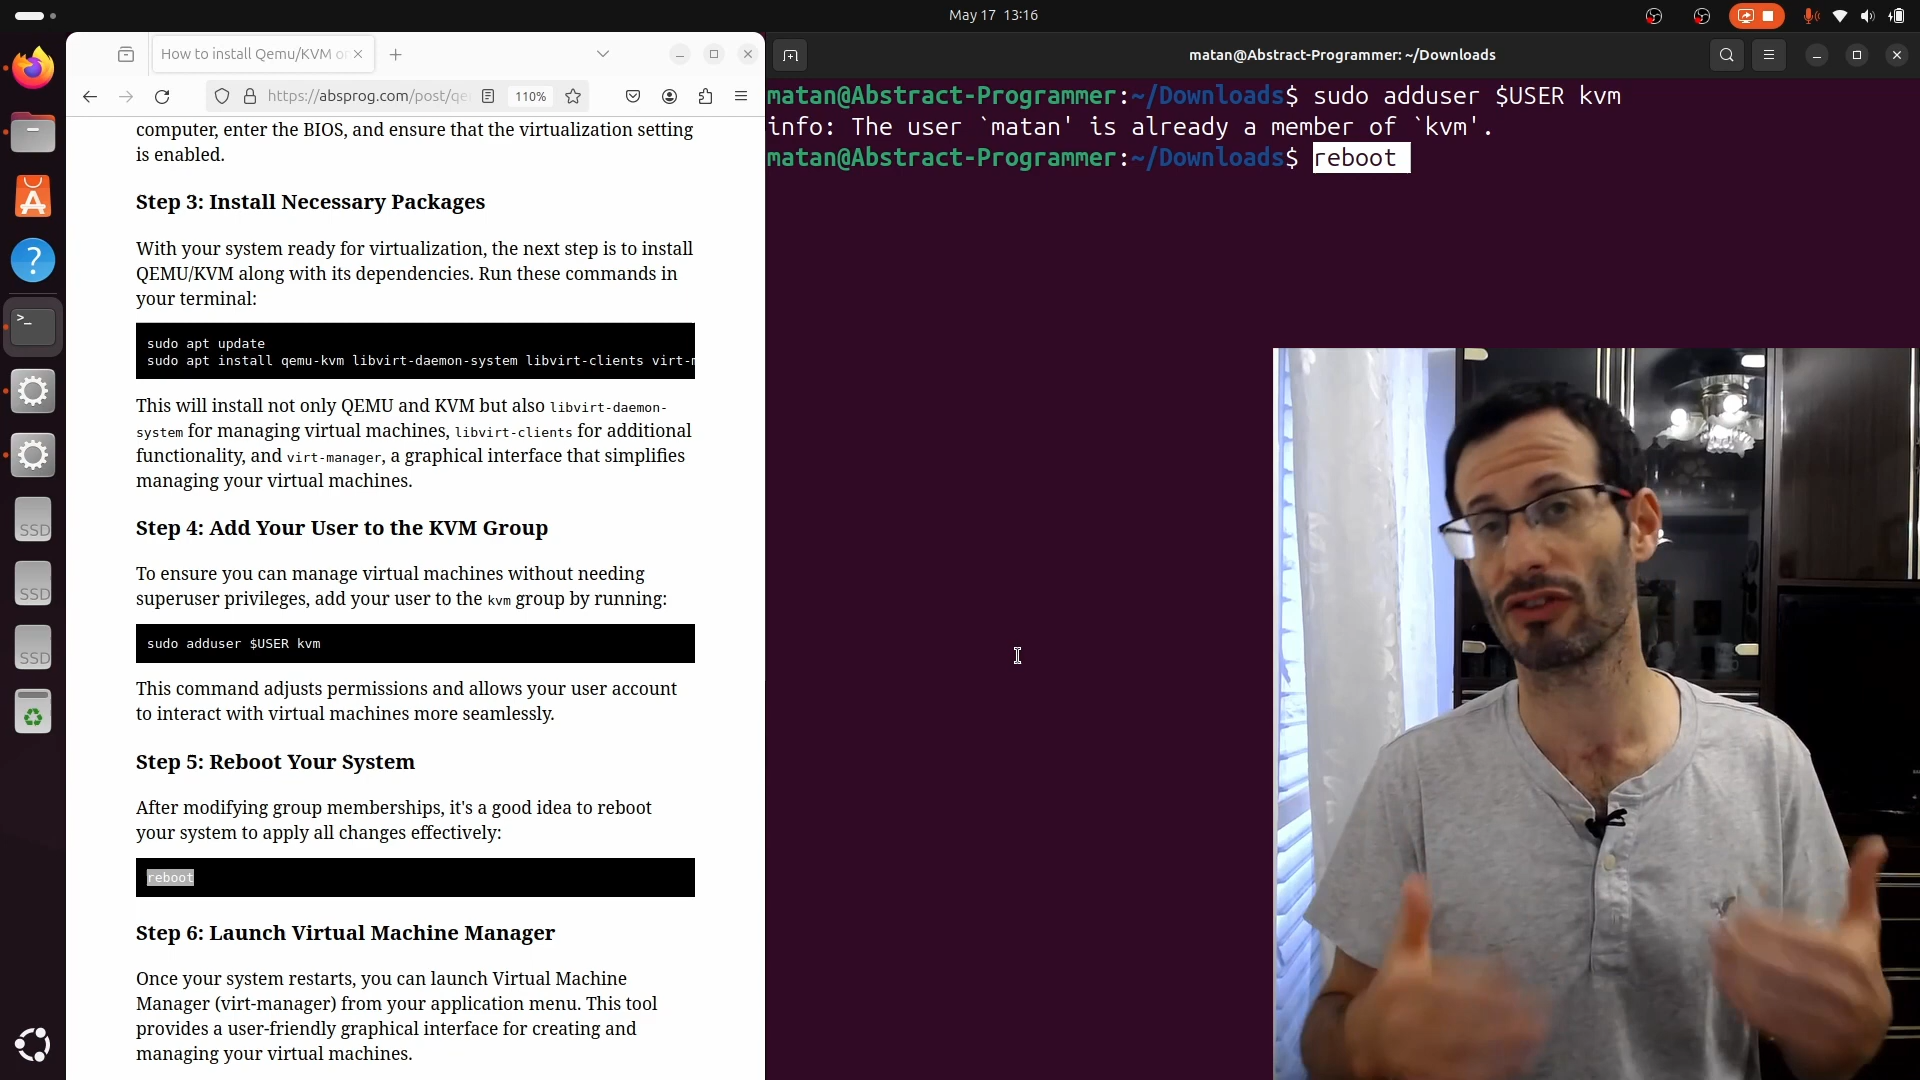 May 17 13:16
How to install Qemu/KVM on
https://absprog.com/post/qe
110%
computer, enter the BIOS, and ensure that the virtualization setting
is enabled.
Step 3: Install Necessary Packages
With your system ready for virtualization, the next step is to install
QEMU/KVM along with its dependencies. Run these commands in
your terminal:
sudo apt update
sudo apt install qemu-kvm libvirt-daemon-system libvirt-clients virt-m
This will install not only QEMU and KVM but also libvirt-daemon-
system for managing virtual machines, libvirt-clients for additional
functionality, and virt-manager, a graphical interface that simplifies
managing your virtual machines.
Step 4: Add Your User to the KVM Group
To ensure you can manage virtual machines without needing
superuser privileges, add your user to the kvm group by running:
sudo adduser $USER kvm
This command adjusts permissions and allows your user account
to interact with virtual machines more seamlessly.
Step 5: Reboot Your System
After modifying group memberships, it's a good idea to reboot
your system to apply all changes effectively:
reboot
Step 6: Launch Virtual Machine Manager
Once your system restarts, you can launch Virtual Machine
Manager (virt-manager) from your application menu. This tool
provides a user-friendly graphical interface for creating and
managing your virtual machines.
matan@Abstract-Programmer: ~/Downloads
matan@Abstract-Programmer:~/Downloads$ sudo adduser $USER kvm
info: The user `matan' is already a member of `kvm'.
matan@Abstract-Programmer:~/Downloads$ reboot
>_
?
SSD
SSD
SSD